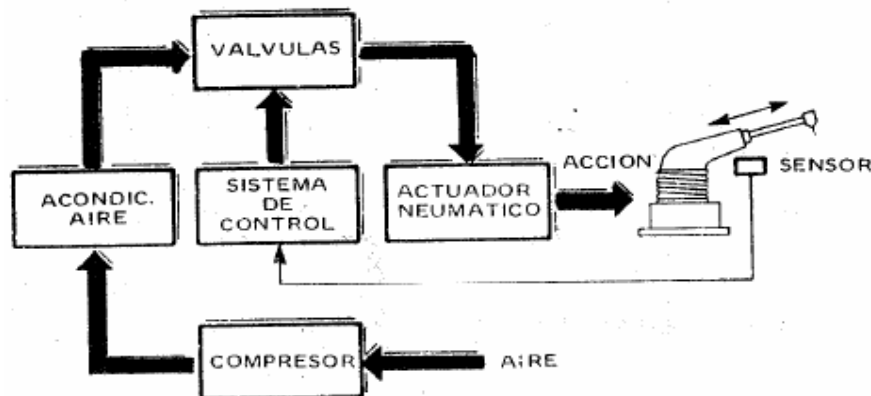 VALVULAS
ACCION
SENSOR
ACONDIC.
AIRE
SISTEMA
DE
CONTROL
ACTUADOR
NEUMATICO
COMPRESOR
AIRE